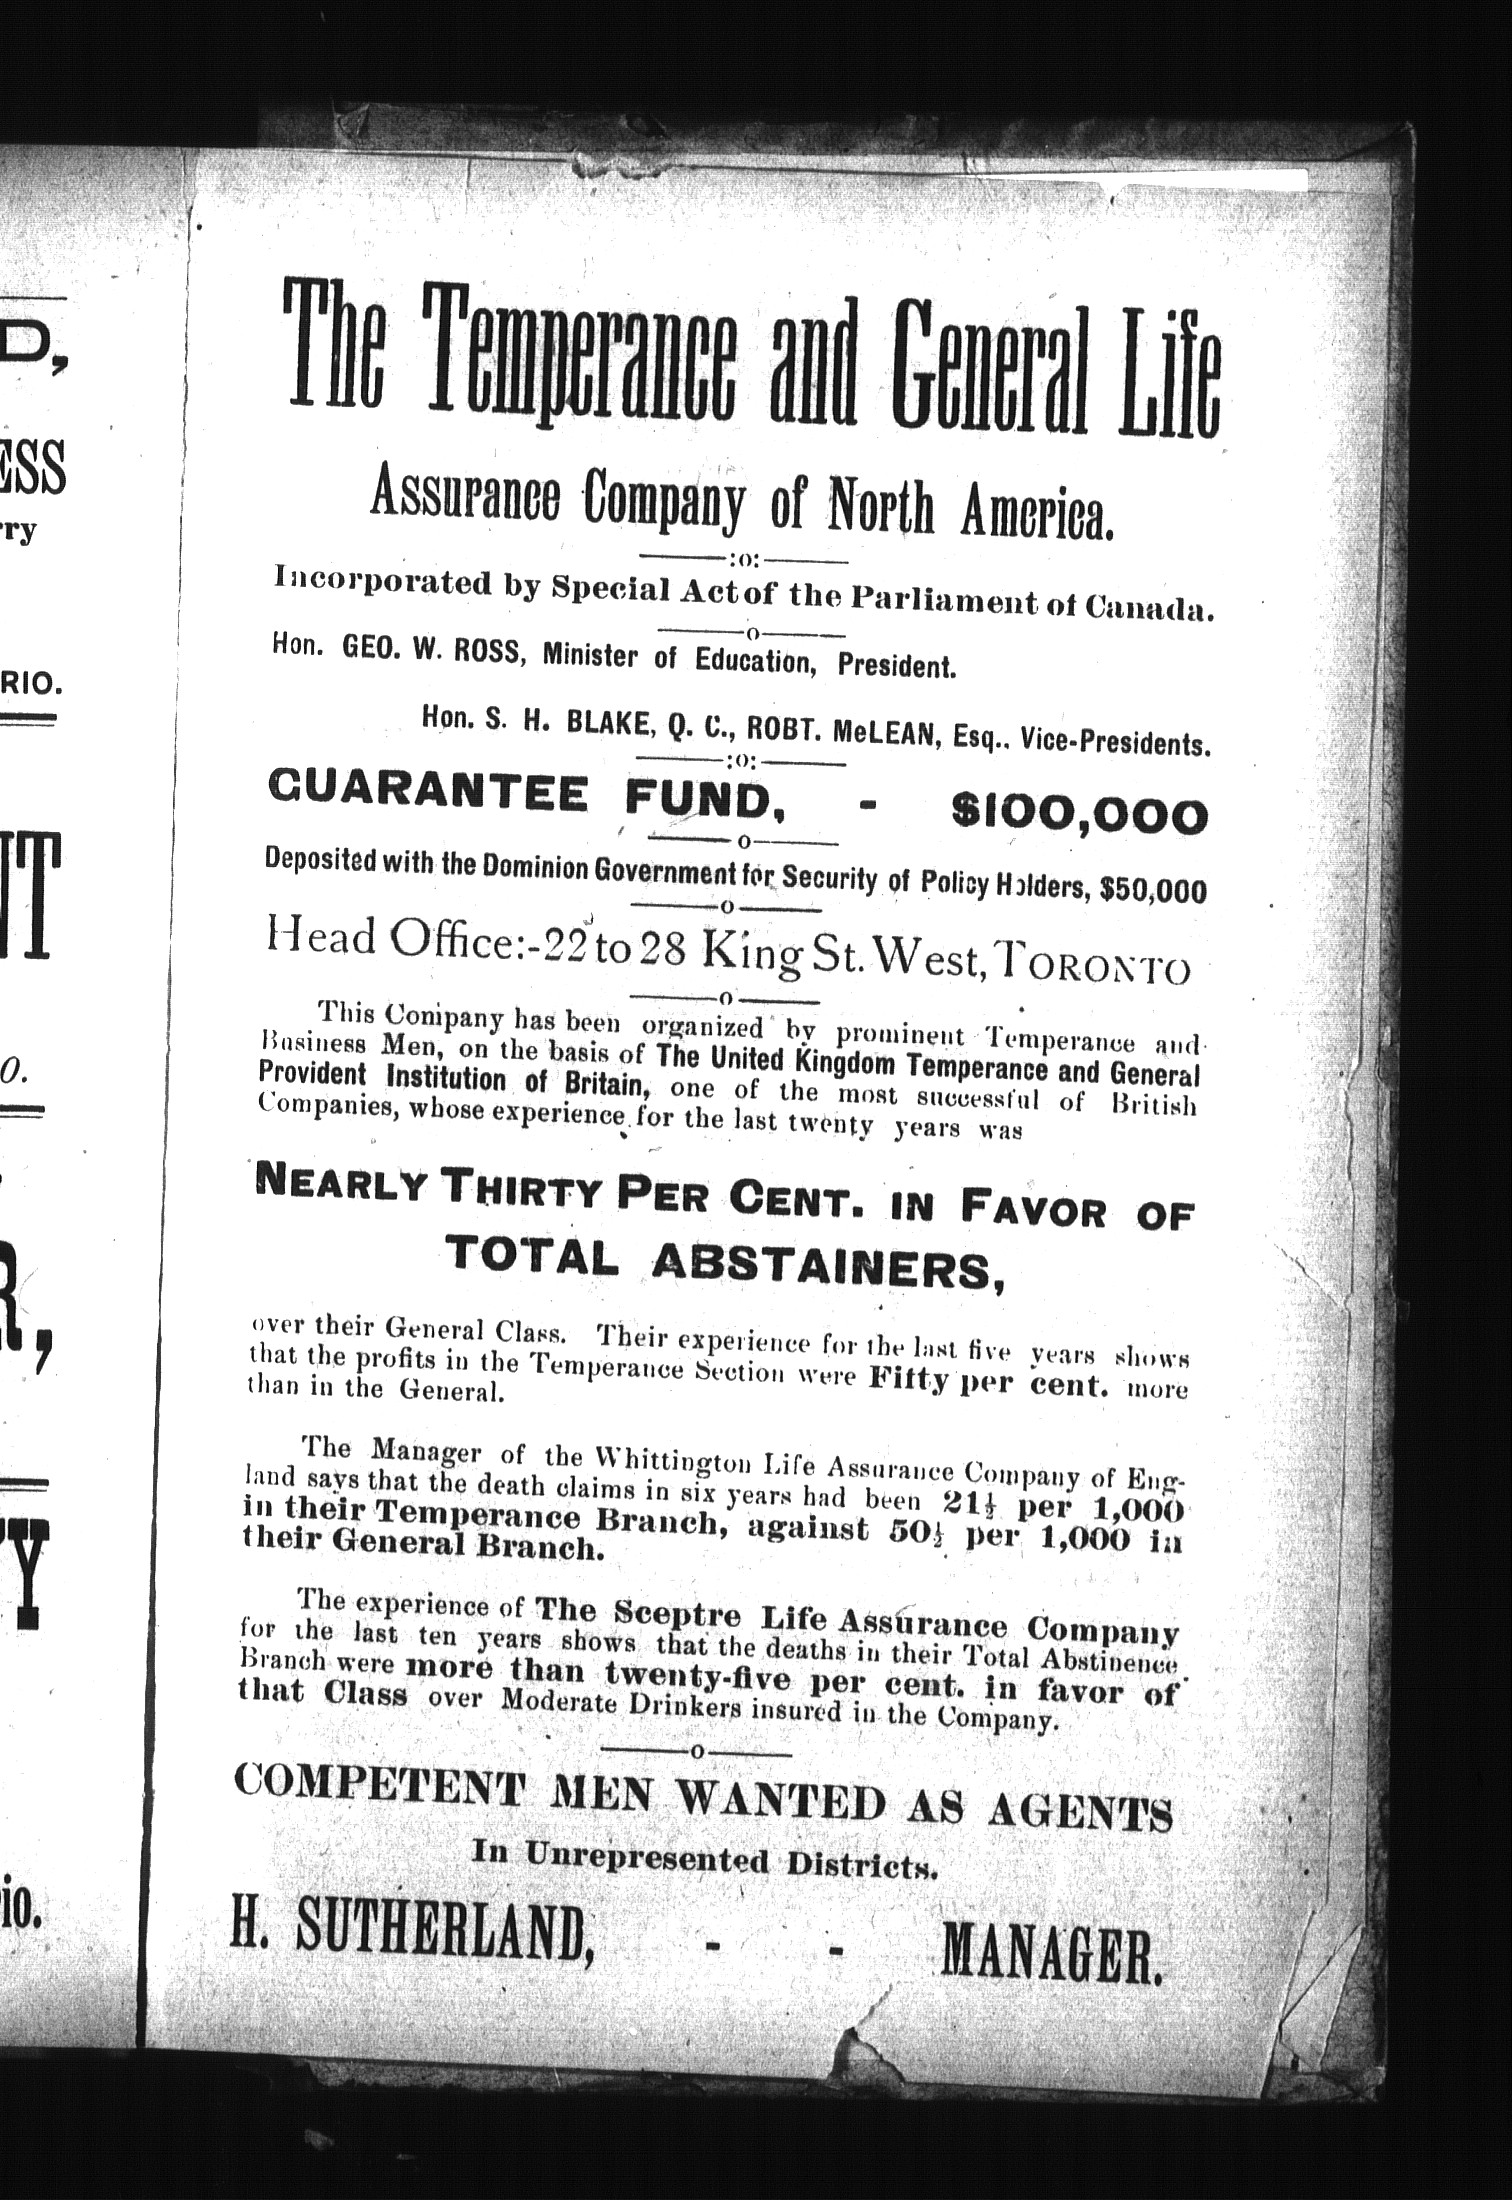 D,
ESS
rry
RIO.
NT
0.
R,
TY
io.
The Temperance and General Life
Assurance Company of North America.
:o:
Incorporated by Special Act of the Parliament of Canada.
o
Hon. GEO. W. ROSS, Minister of Education, President.
Hon. S. H. BLAKE, Q. C., ROBT. McLEAN, Esq., Vice-Presidents.
:o:
GUARANTEE FUND, - $100,000
o
Deposited with the Dominion Government for Security of Policy Holders, $50,000
o
Head Office:-22 to 28 King St. West, TORONTO
o
This Company has been organized by prominent Temperance and
Business Men, on the basis of The United Kingdom Temperance and General
Provident Institution of Britain, one of the most successful of British
Companies, whose experience for the last twenty years was
NEARLY THIRTY PER CENT. IN FAVOR OF
TOTAL ABSTAINERS,
over their General Class. Their experience for the last five years shows
that the profits in the Temperance Section were Fifty per cent. more
than in the General.
The Manager of the Whittington Life Assurance Company of Eng-
land says that the death claims in six years had been 21½ per 1,000
in their Temperance Branch, against 50½ per 1,000 in
their General Branch.
The experience of The Sceptre Life Assurance Company
for the last ten years shows that the deaths in their Total Abstinence
Branch were more than twenty-five per cent. in favor of
that Class over Moderate Drinkers insured in the Company.
o
COMPETENT MEN WANTED AS AGENTS
In Unrepresented Districts.
H. SUTHERLAND, - - MANAGER.